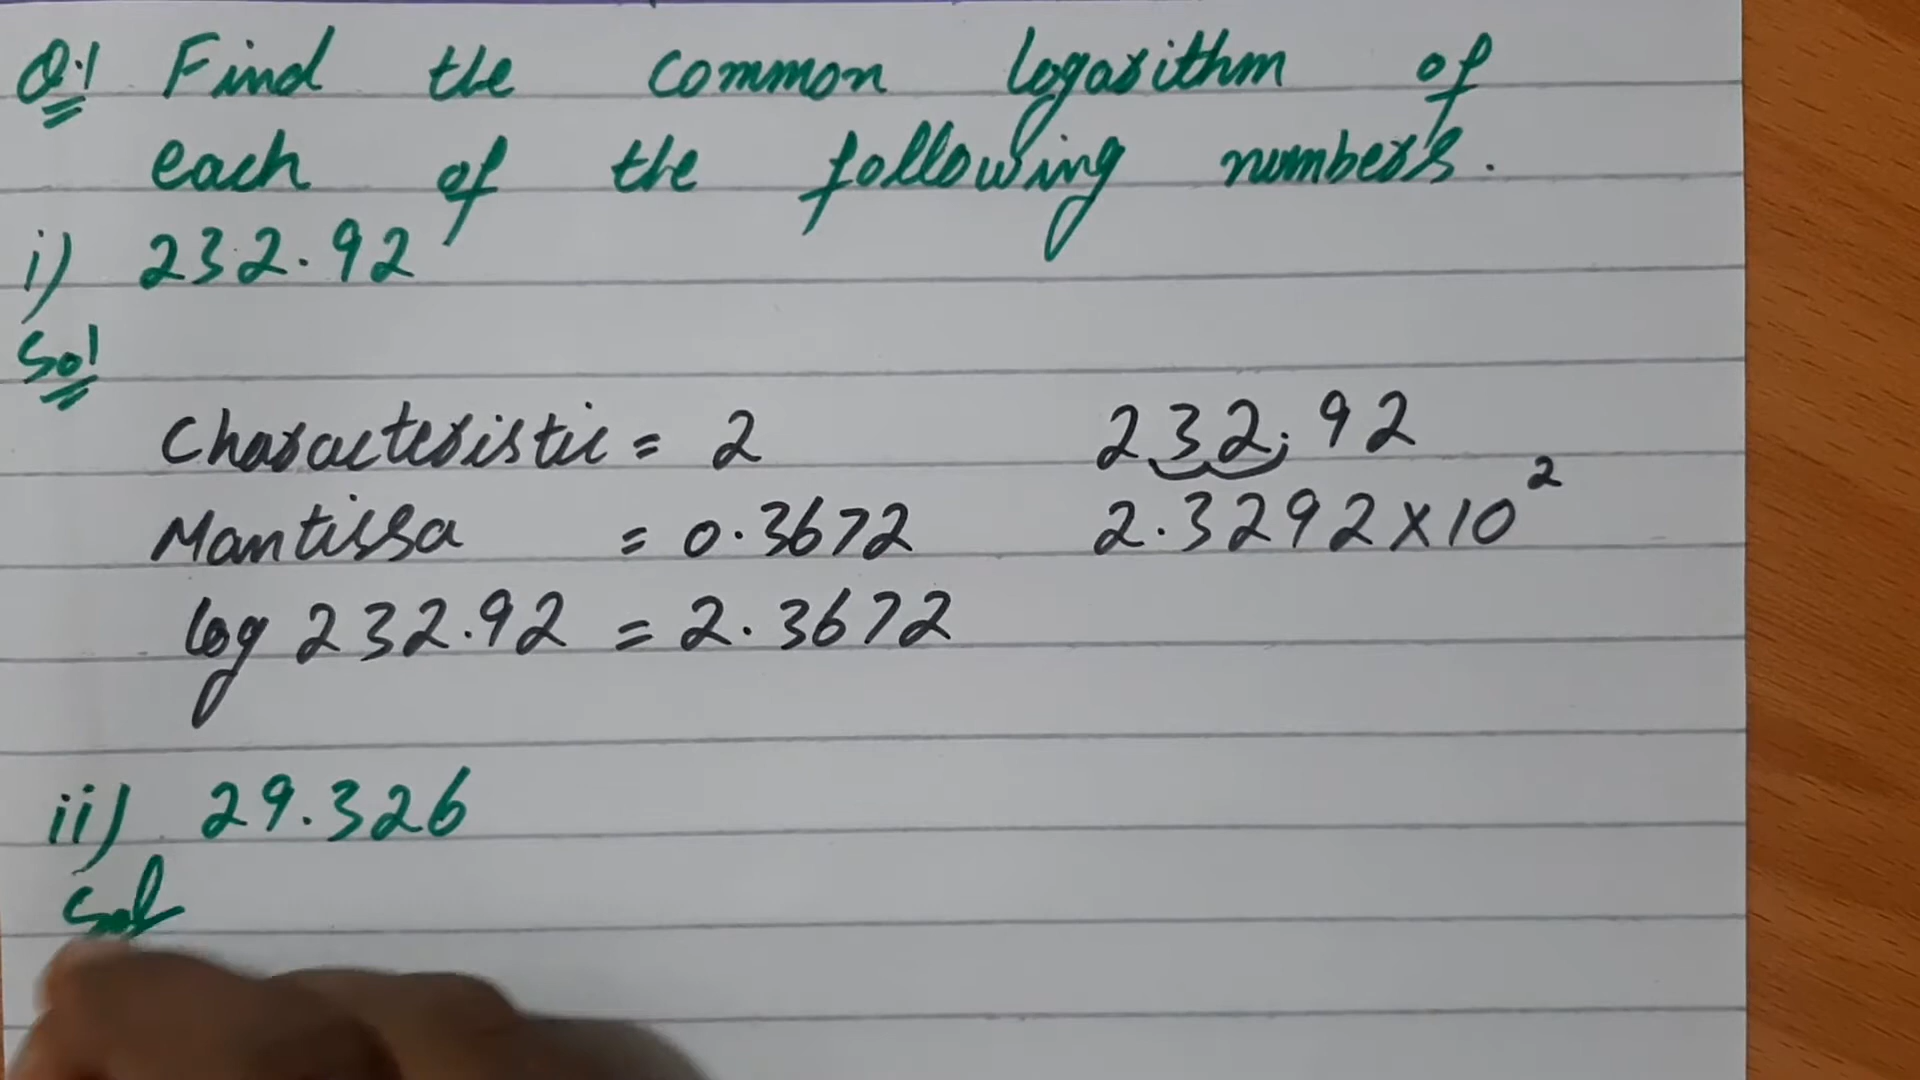 Q.1 Find the common logarithm of
each of the following numbers.
i) 232.92
Sol
Characteristic = 2
232.92
Mantissa = 0.3672
2.3292×10²
log 232.92 = 2.3672
ii) 29.326
Sol